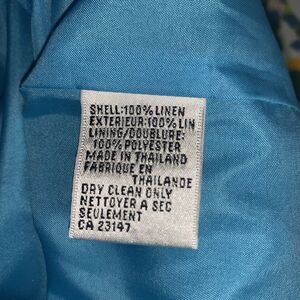 SHELL:100% LINEN
EXTERIEUR:100% LIN
LINING/DOUBLURE:
100% POLYESTER
MADE IN THAILAND
FABRIQUE EN
THAILANDE
DRY CLEAN ONLY
NETTOYER A SEC
SEULEMENT
CA 23147